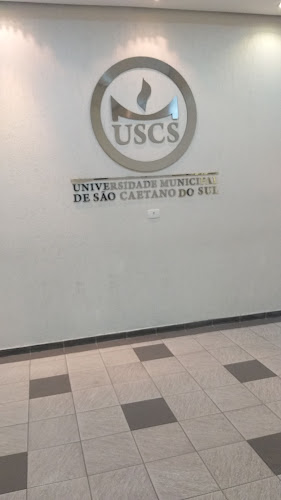 USCS
UNIVERSIDADE MUNICIPAL
DE SÃO CAETANO DO SUL